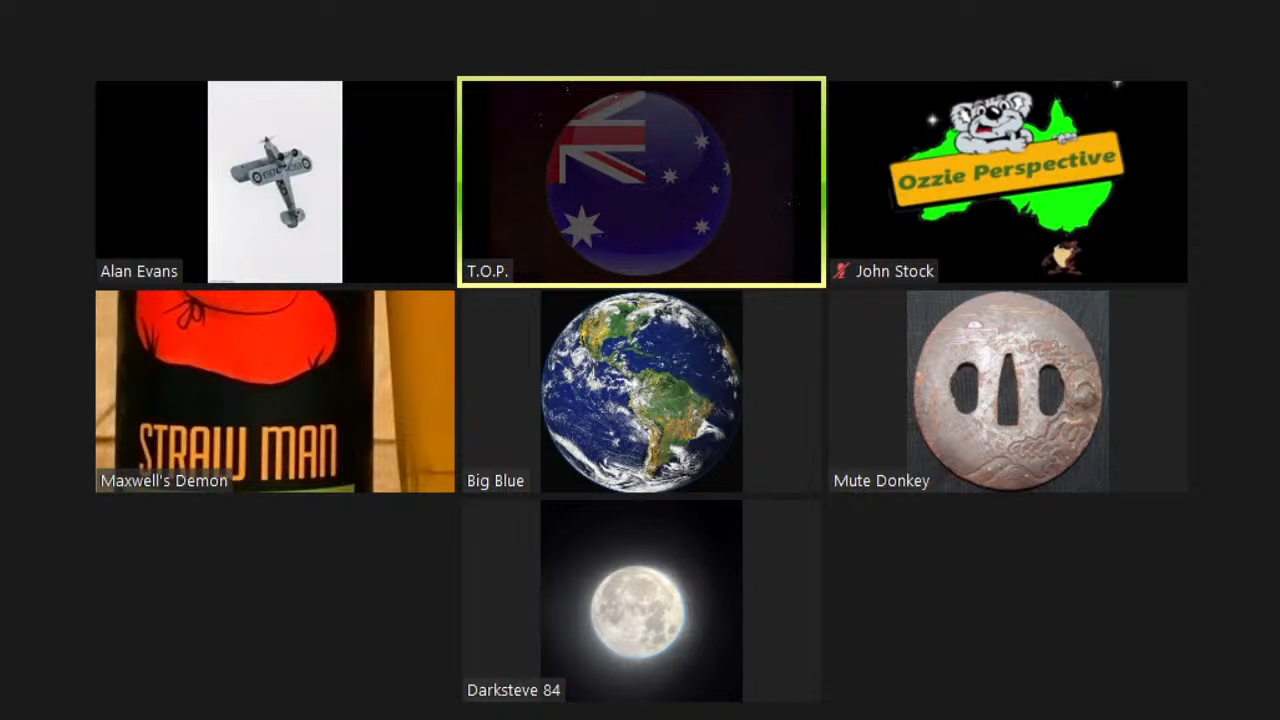 Alan Evans
T.O.P.
Ozzie Perspective
John Stock
STRAW MAN
Maxwell's Demon
Big Blue
Mute Donkey
Darksteve 84